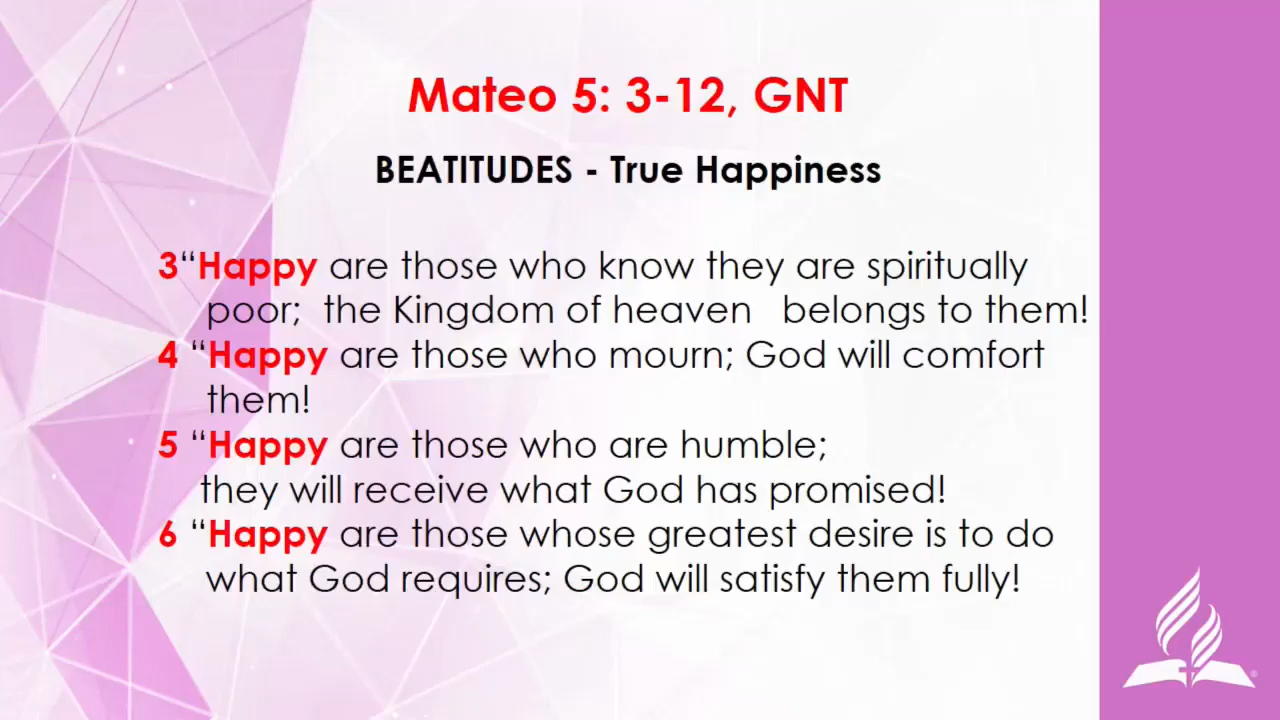 Mateo 5: 3-12, GNT
BEATITUDES - True Happiness
3“Happy are those who know they are spiritually
poor;  the Kingdom of heaven   belongs to them!
4 “Happy are those who mourn; God will comfort
them!
5 “Happy are those who are humble;
they will receive what God has promised!
6 “Happy are those whose greatest desire is to do
what God requires; God will satisfy them fully!
®